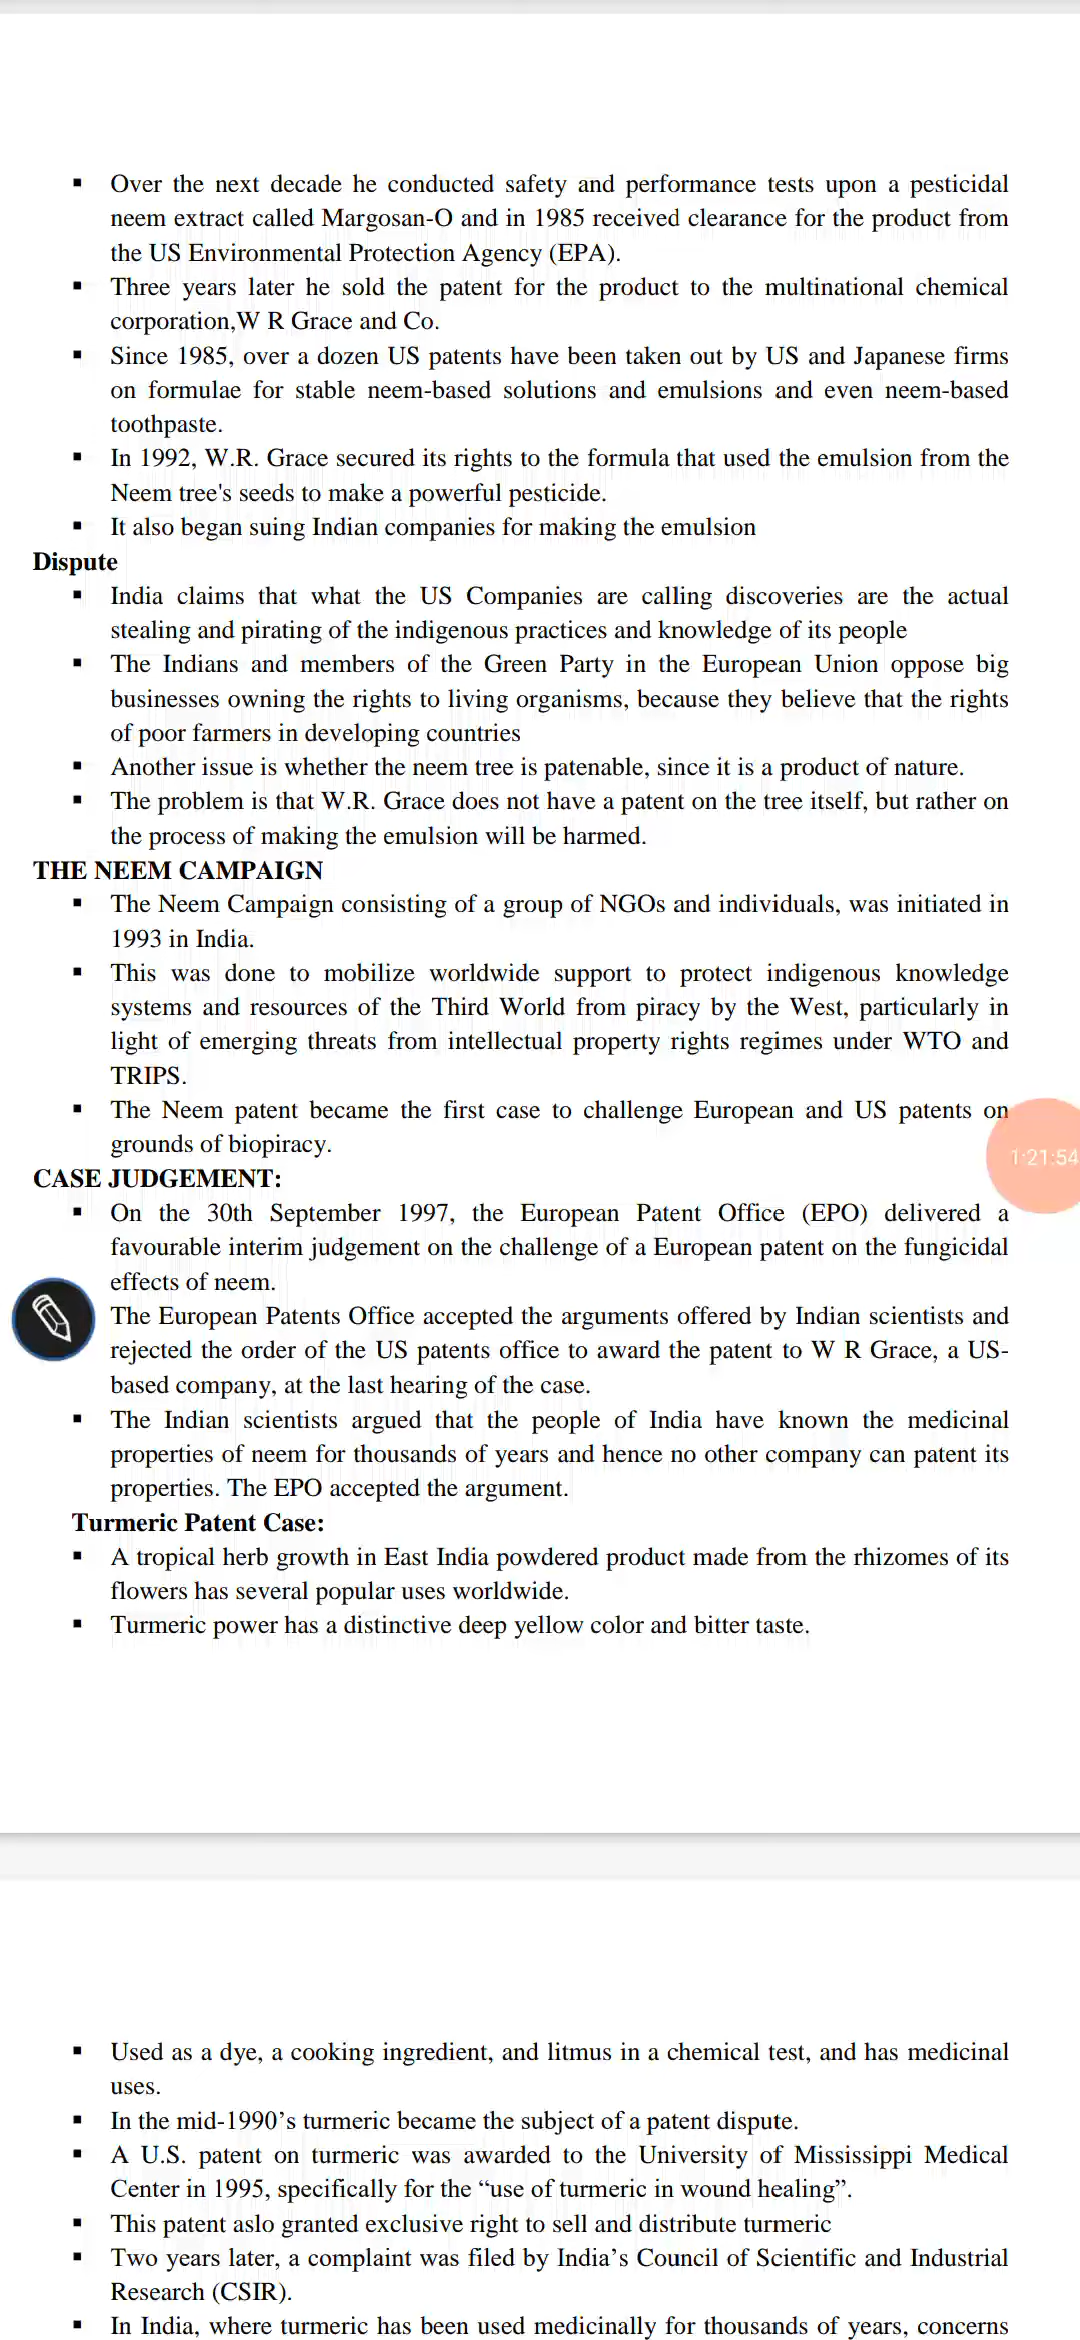 ▪ Over the next decade he conducted safety and performance tests upon a pesticidal
neem extract called Margosan-O and in 1985 received clearance for the product from
the US Environmental Protection Agency (EPA).
▪ Three years later he sold the patent for the product to the multinational chemical
corporation,W R Grace and Co.
▪ Since 1985, over a dozen US patents have been taken out by US and Japanese firms
on formulae for stable neem-based solutions and emulsions and even neem-based
toothpaste.
▪ In 1992, W.R. Grace secured its rights to the formula that used the emulsion from the
Neem tree's seeds to make a powerful pesticide.
▪ It also began suing Indian companies for making the emulsion
Dispute
▪ India claims that what the US Companies are calling discoveries are the actual
stealing and pirating of the indigenous practices and knowledge of its people
▪ The Indians and members of the Green Party in the European Union oppose big
businesses owning the rights to living organisms, because they believe that the rights
of poor farmers in developing countries
▪ Another issue is whether the neem tree is patenable, since it is a product of nature.
▪ The problem is that W.R. Grace does not have a patent on the tree itself, but rather on
the process of making the emulsion will be harmed.
THE NEEM CAMPAIGN
▪ The Neem Campaign consisting of a group of NGOs and individuals, was initiated in
1993 in India.
▪ This was done to mobilize worldwide support to protect indigenous knowledge
systems and resources of the Third World from piracy by the West, particularly in
light of emerging threats from intellectual property rights regimes under WTO and
TRIPS.
▪ The Neem patent became the first case to challenge European and US patents on
grounds of biopiracy.
1:21:54
CASE JUDGEMENT:
▪ On the 30th September 1997, the European Patent Office (EPO) delivered a
favourable interim judgement on the challenge of a European patent on the fungicidal
effects of neem.
The European Patents Office accepted the arguments offered by Indian scientists and
rejected the order of the US patents office to award the patent to W R Grace, a US-
based company, at the last hearing of the case.
▪ The Indian scientists argued that the people of India have known the medicinal
properties of neem for thousands of years and hence no other company can patent its
properties. The EPO accepted the argument.
Turmeric Patent Case:
▪ A tropical herb growth in East India powdered product made from the rhizomes of its
flowers has several popular uses worldwide.
▪ Turmeric power has a distinctive deep yellow color and bitter taste.
▪ Used as a dye, a cooking ingredient, and litmus in a chemical test, and has medicinal
uses.
▪ In the mid-1990’s turmeric became the subject of a patent dispute.
▪ A U.S. patent on turmeric was awarded to the University of Mississippi Medical
Center in 1995, specifically for the “use of turmeric in wound healing”.
▪ This patent aslo granted exclusive right to sell and distribute turmeric
▪ Two years later, a complaint was filed by India’s Council of Scientific and Industrial
Research (CSIR).
▪ In India, where turmeric has been used medicinally for thousands of years, concerns